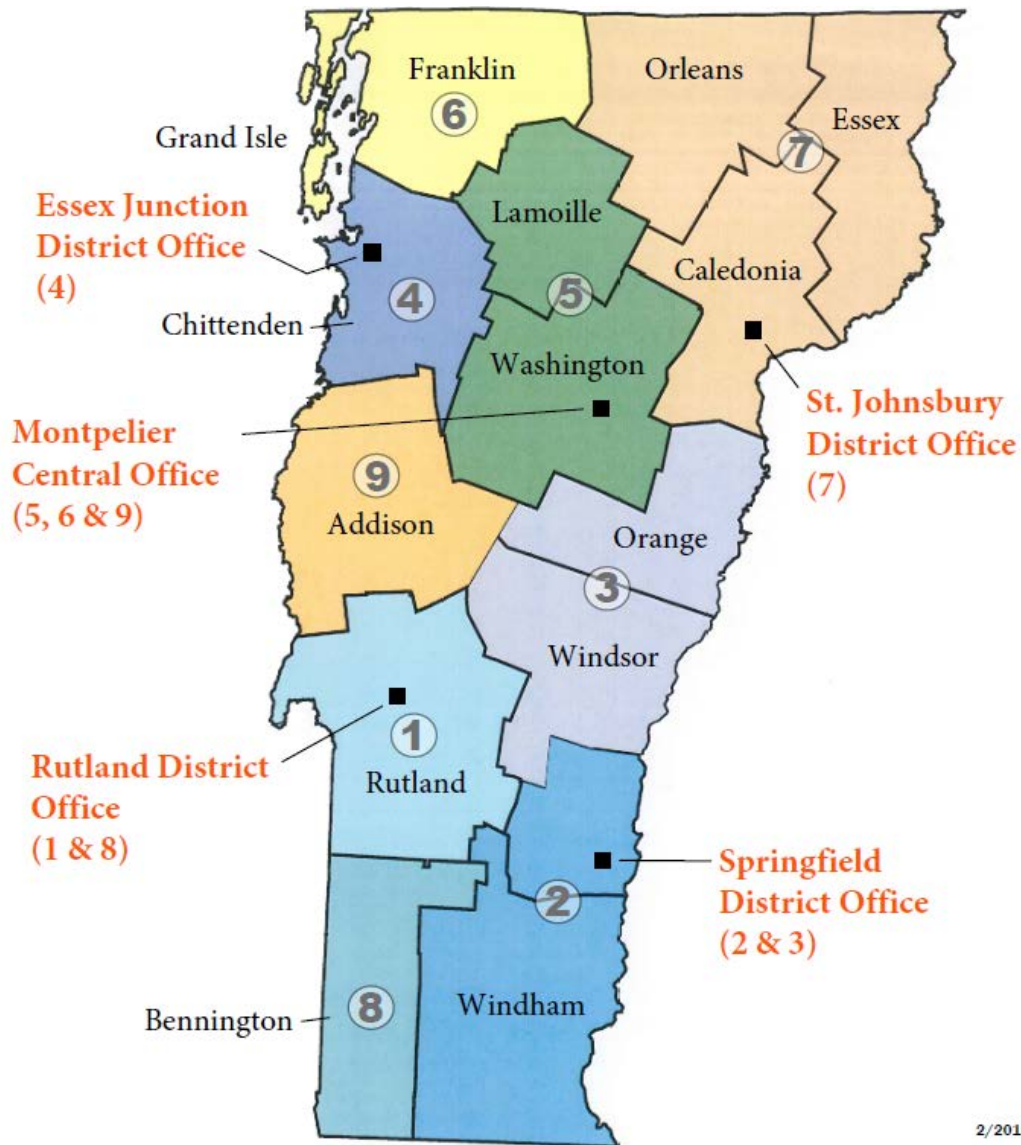 Franklin
6
Orleans
Essex
7
Grand Isle
Essex Junction
District Office
(4)
Lamoille
Caledonia
4
5
Chittenden
Washington
Montpelier
Central Office
(5, 6 & 9)
St. Johnsbury
District Office
(7)
9
Addison
Orange
3
Windsor
1
Rutland
Rutland District
Office
(1 & 8)
Springfield
District Office
(2 & 3)
2
8
Windham
Bennington
2/201